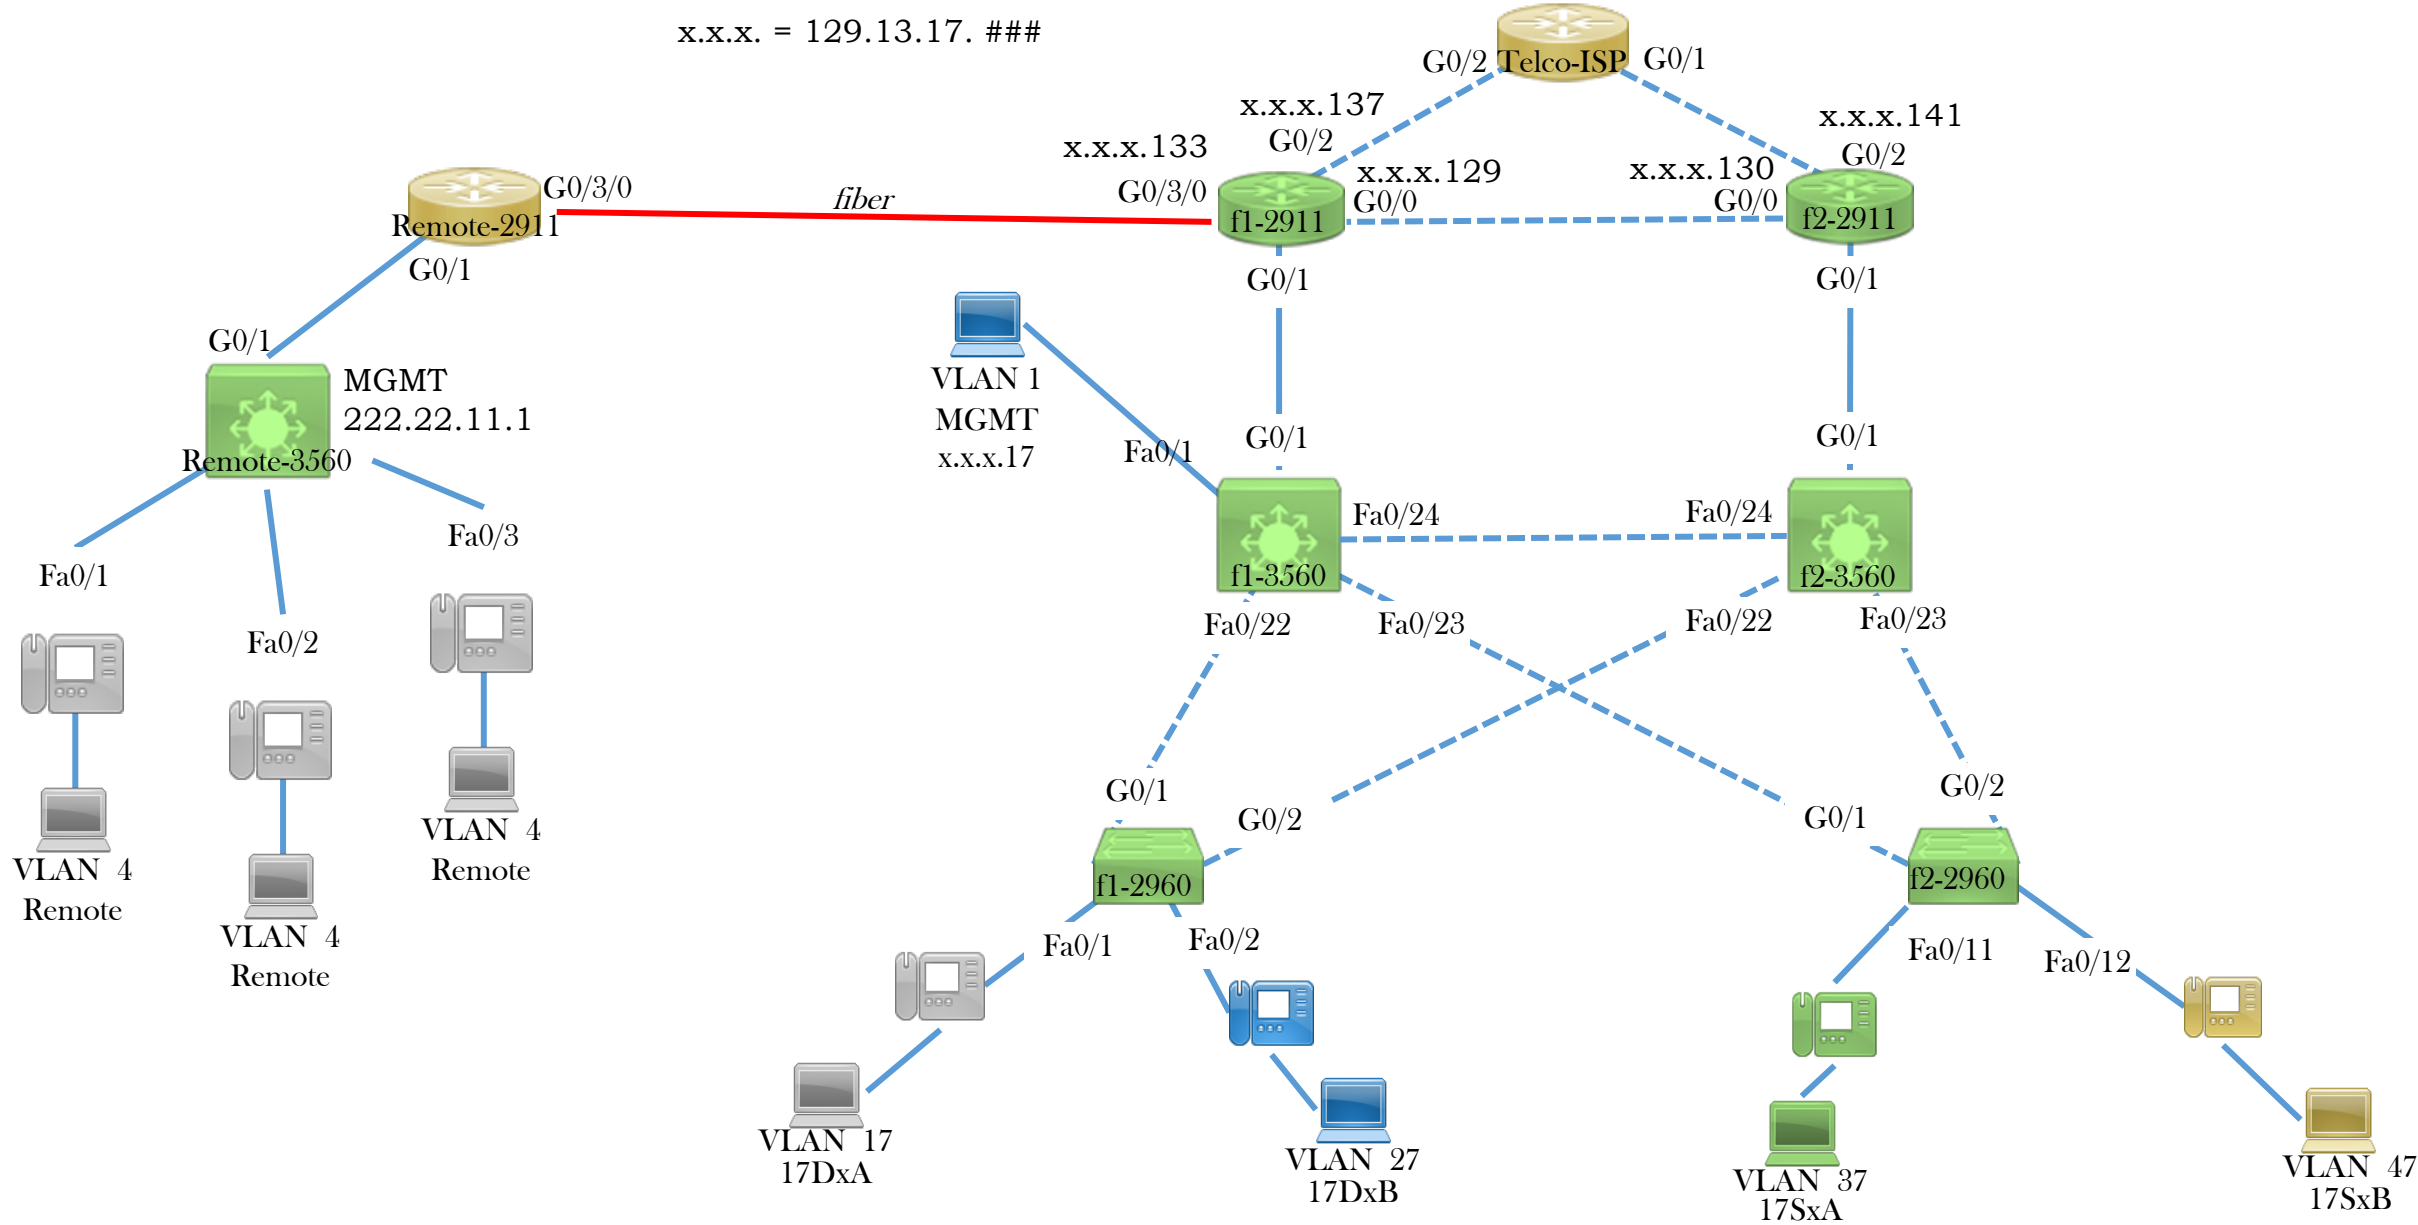 x.x.x. = 129.13.17. ###
G0/2
Telco-ISP
G0/1
x.x.x.137
G0/2
x.x.x.141
G0/2
x.x.x.133
G0/3/0
x.x.x.129
G0/0
x.x.x.130
G0/0
G0/3/0
fiber
Remote-2911
f1-2911
f2-2911
G0/1
G0/1
G0/1
G0/1
MGMT
222.22.11.1
Remote-3560
VLAN 1
MGMT
x.x.x.17
Fa0/1
G0/1
G0/1
Fa0/24
Fa0/24
f1-3560
f2-3560
Fa0/1
Fa0/2
Fa0/3
Fa0/22
Fa0/23
Fa0/22
Fa0/23
VLAN 4
Remote
VLAN 4
Remote
VLAN 4
Remote
G0/1
G0/2
G0/1
G0/2
f1-2960
f2-2960
Fa0/1
Fa0/2
Fa0/11
Fa0/12
VLAN 17
17DxA
VLAN 27
17DxB
VLAN 37
17SxA
VLAN 47
17SxB